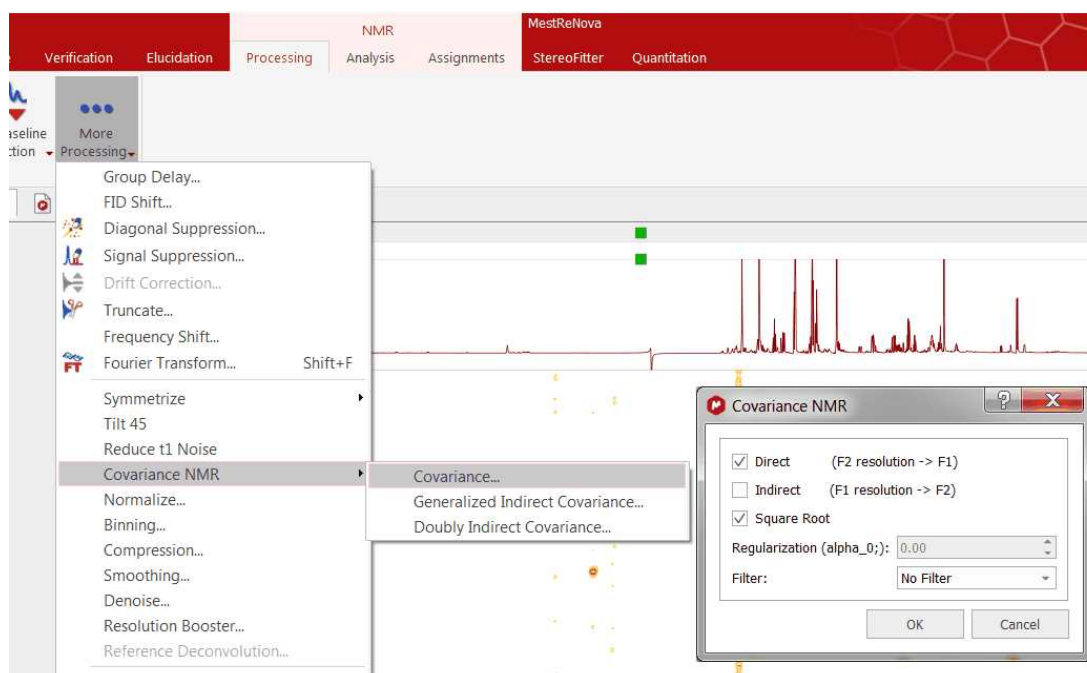 NMR
MestReNova
Verification
Elucidation
Processing
Analysis
Assignments
StereoFitter
Quantitation
More
Processing
Group Delay...
FID Shift...
Diagonal Suppression...
Signal Suppression...
Drift Correction...
Truncate...
Frequency Shift...
Fourier Transform... Shift+F
FT
Symmetrize
Tilt 45
Reduce t1 Noise
Covariance NMR
Normalize...
Binning...
Compression...
Smoothing...
Denoise...
Resolution Booster...
Reference Deconvolution...
Covariance...
Generalized Indirect Covariance...
Doubly Indirect Covariance...
Covariance NMR
Direct (F2 resolution -> F1)
Indirect (F1 resolution -> F2)
Square Root
Regularization (alpha_0;): 0.00
Filter: No Filter
OK Cancel